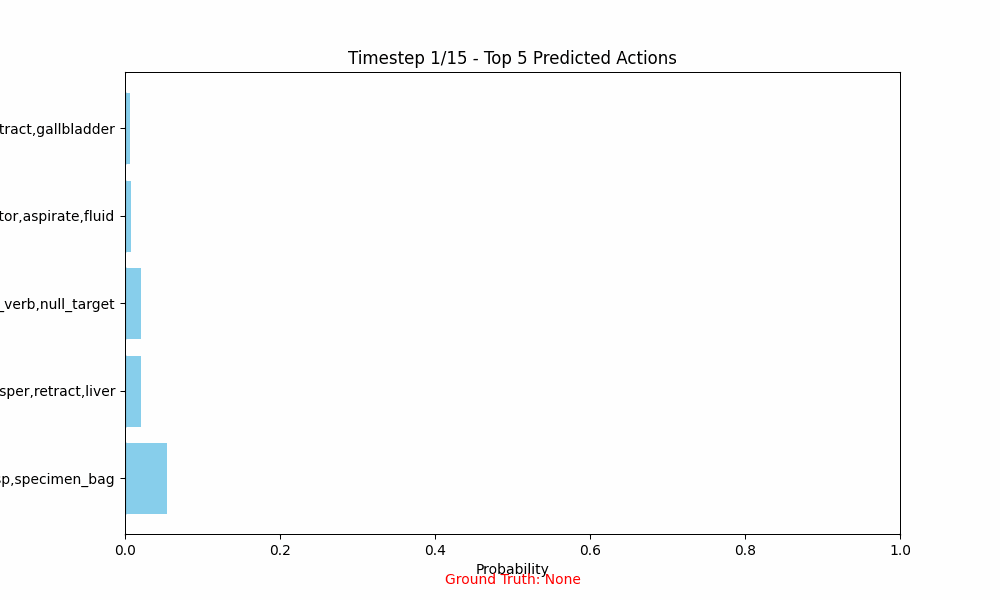 Timestep 1/15 - Top 5 Predicted Actions
tract,gallbladder
tor,aspirate,fluid
_verb,null_target
sper,retract,liver
sp,specimen_bag
0.0 0.2 0.4 0.6 0.8 1.0
Probability
Ground Truth: None